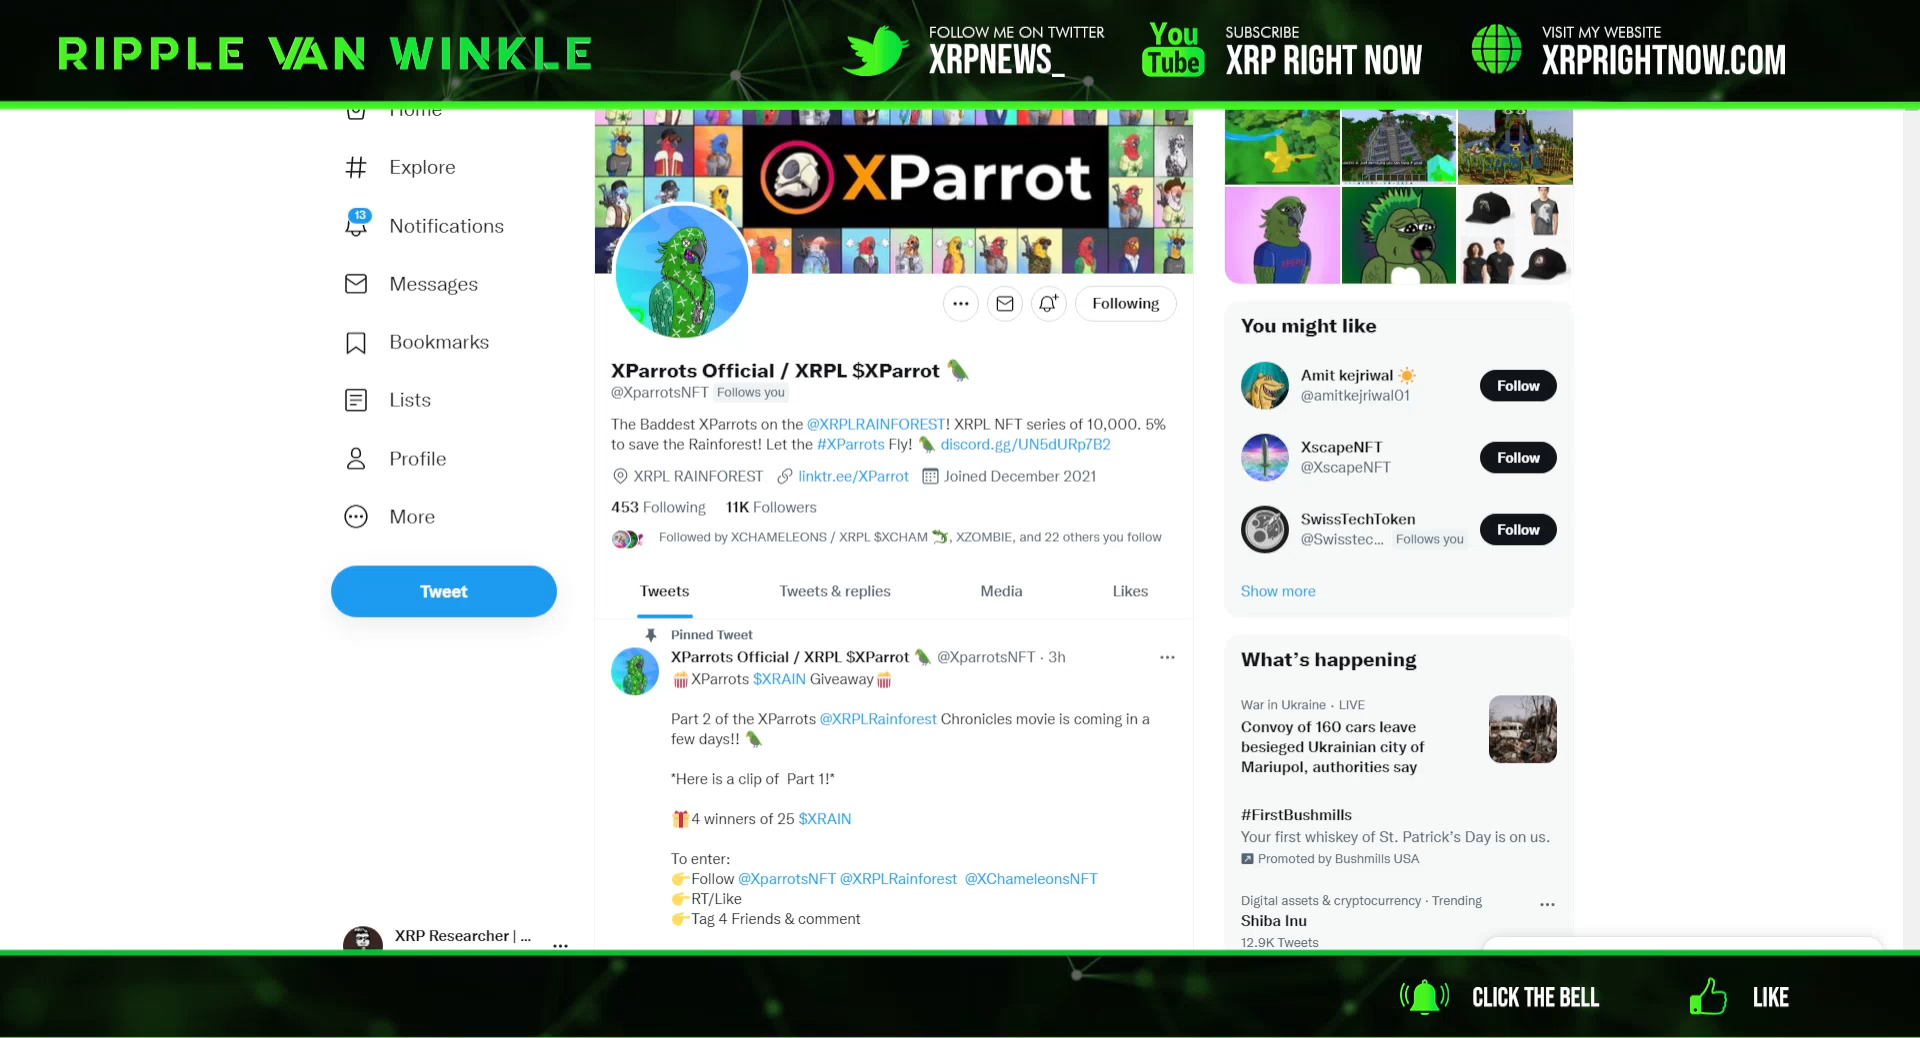 RIPPLE VAN WINKLE
FOLLOW ME ON TWITTER
XRPNEWS_
You
Tube
SUBSCRIBE
XRP RIGHT NOW
VISIT MY WEBSITE
XRPRIGHTNOW.COM
Home
Explore
13
Notifications
Messages
Bookmarks
Lists
Profile
More
Tweet
XRP Researcher | ...
XParrot
Following
XParrots Official / XRPL $XParrot 🦜
@XparrotsNFT Follows you
The Baddest XParrots on the @XRPLRAINFOREST! XRPL NFT series of 10,000. 5%
to save the Rainforest! Let the #XParrots Fly! 🦜 discord.gg/UN5dURp7B2
XRPL RAINFOREST linktr.ee/XParrot Joined December 2021
453 Following 11K Followers
Followed by XCHAMELEONS / XRPL $XCHAM 🦎, XZOMBIE, and 22 others you follow
Tweets Tweets & replies Media Likes
Pinned Tweet
XParrots Official / XRPL $XParrot 🦜 @XparrotsNFT · 3h
🍿XParrots $XRAIN Giveaway🍿
Part 2 of the XParrots @XRPLRainforest Chronicles movie is coming in a
few days!! 🦜
*Here is a clip of Part 1!*
🎁4 winners of 25 $XRAIN
To enter:
👉Follow @XparrotsNFT @XRPLRainforest @XChameleonsNFT
👉RT/Like
👉Tag 4 Friends & comment
You might like
Amit kejriwal ☀️
@amitkejriwal01
Follow
XscapeNFT
@XscapeNFT
Follow
SwissTechToken
@Swisstec... Follows you
Follow
Show more
What's happening
War in Ukraine · LIVE
Convoy of 160 cars leave
besieged Ukrainian city of
Mariupol, authorities say
#FirstBushmills
Your first whiskey of St. Patrick's Day is on us.
Promoted by Bushmills USA
Digital assets & cryptocurrency · Trending
Shiba Inu
12.9K Tweets
CLICK THE BELL
LIKE